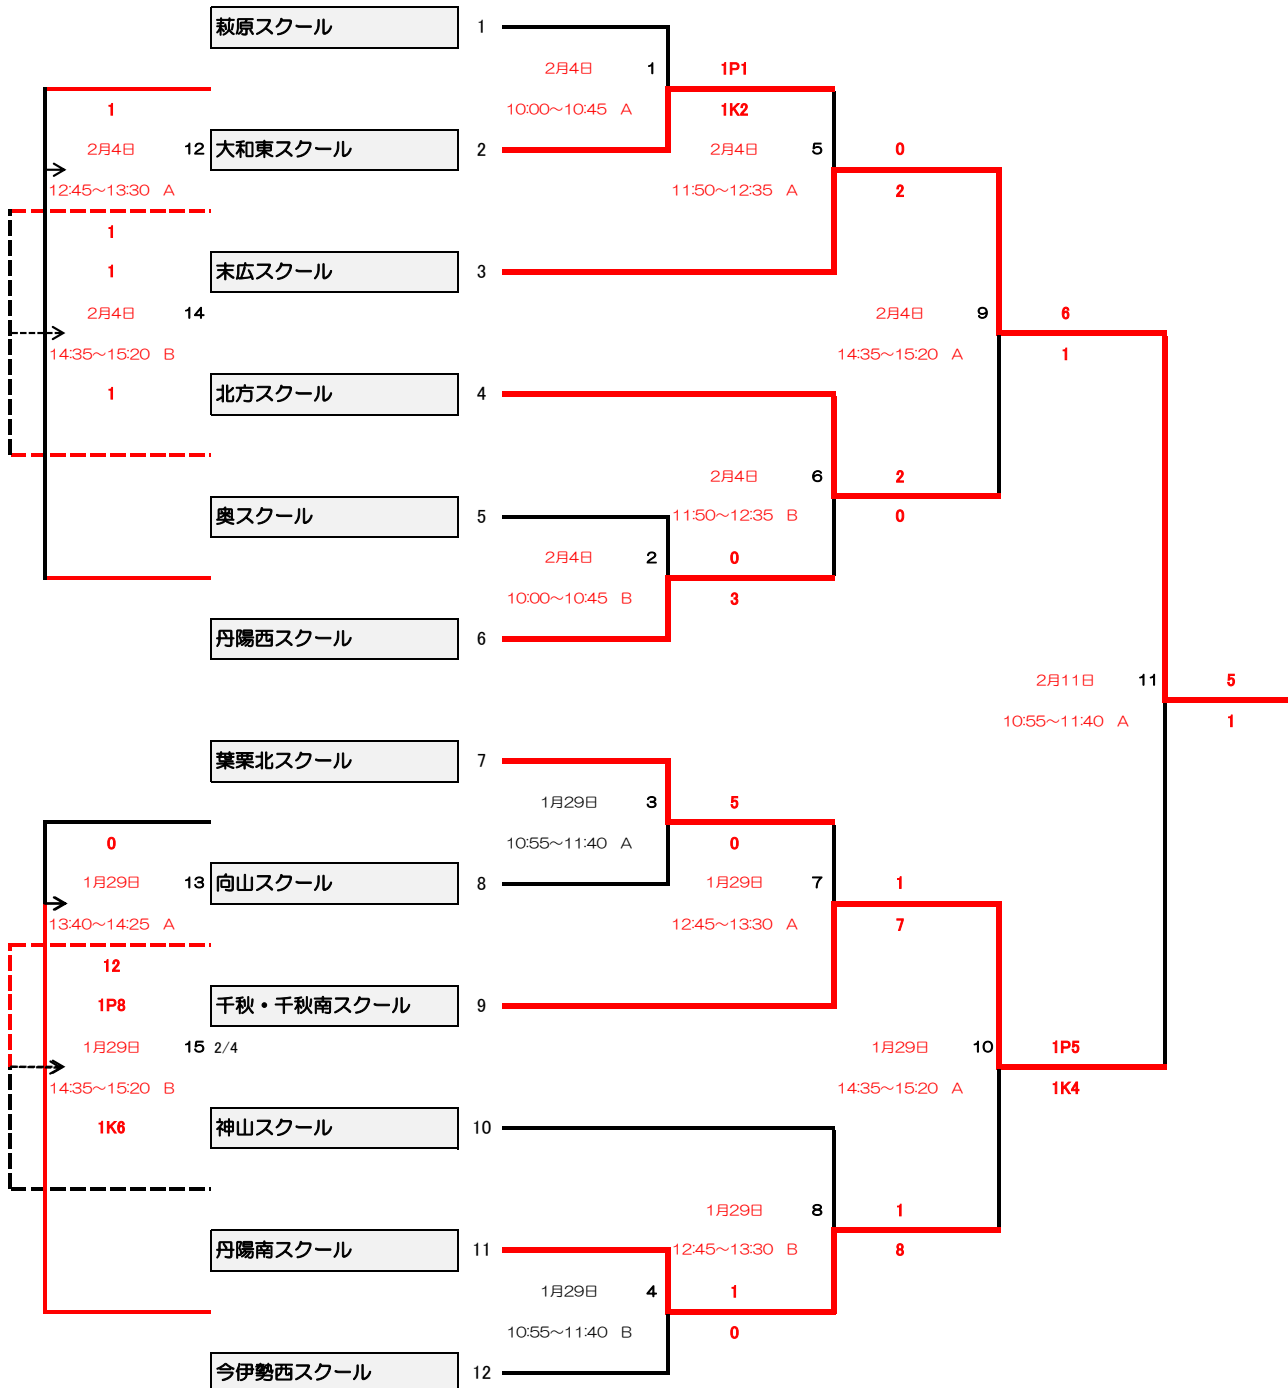 萩原スクール 1
2月4日 1 1P1
1
10:00～10:45 A 1K2
2月4日 12 大和東スクール 2 2月4日 5 0
12:45～13:30 A 11:50～12:35 A 2
1
1 末広スクール 3
2月4日 14 2月4日 9 6
14:35～15:20 B 14:35～15:20 A 1
1 北方スクール 4
2月4日 6 2
奥スクール 5 11:50～12:35 B 0
2月4日 2 0
10:00～10:45 B 3
丹陽西スクール 6
2月11日 11 5
10:55～11:40 A 1
葉栗北スクール 7
1月29日 3 5
0 10:55～11:40 A 0
1月29日 13 向山スクール 8 1月29日 7 1
13:40～14:25 A 12:45～13:30 A 7
12
1P8 千秋・千秋南スクール 9
1月29日 15 2/4 1月29日 10 1P5
14:35～15:20 B 14:35～15:20 A 1K4
1K6 神山スクール 10
1月29日 8 1
丹陽南スクール 11 12:45～13:30 B 8
1月29日 4 1
10:55～11:40 B 0
今伊勢西スクール 12